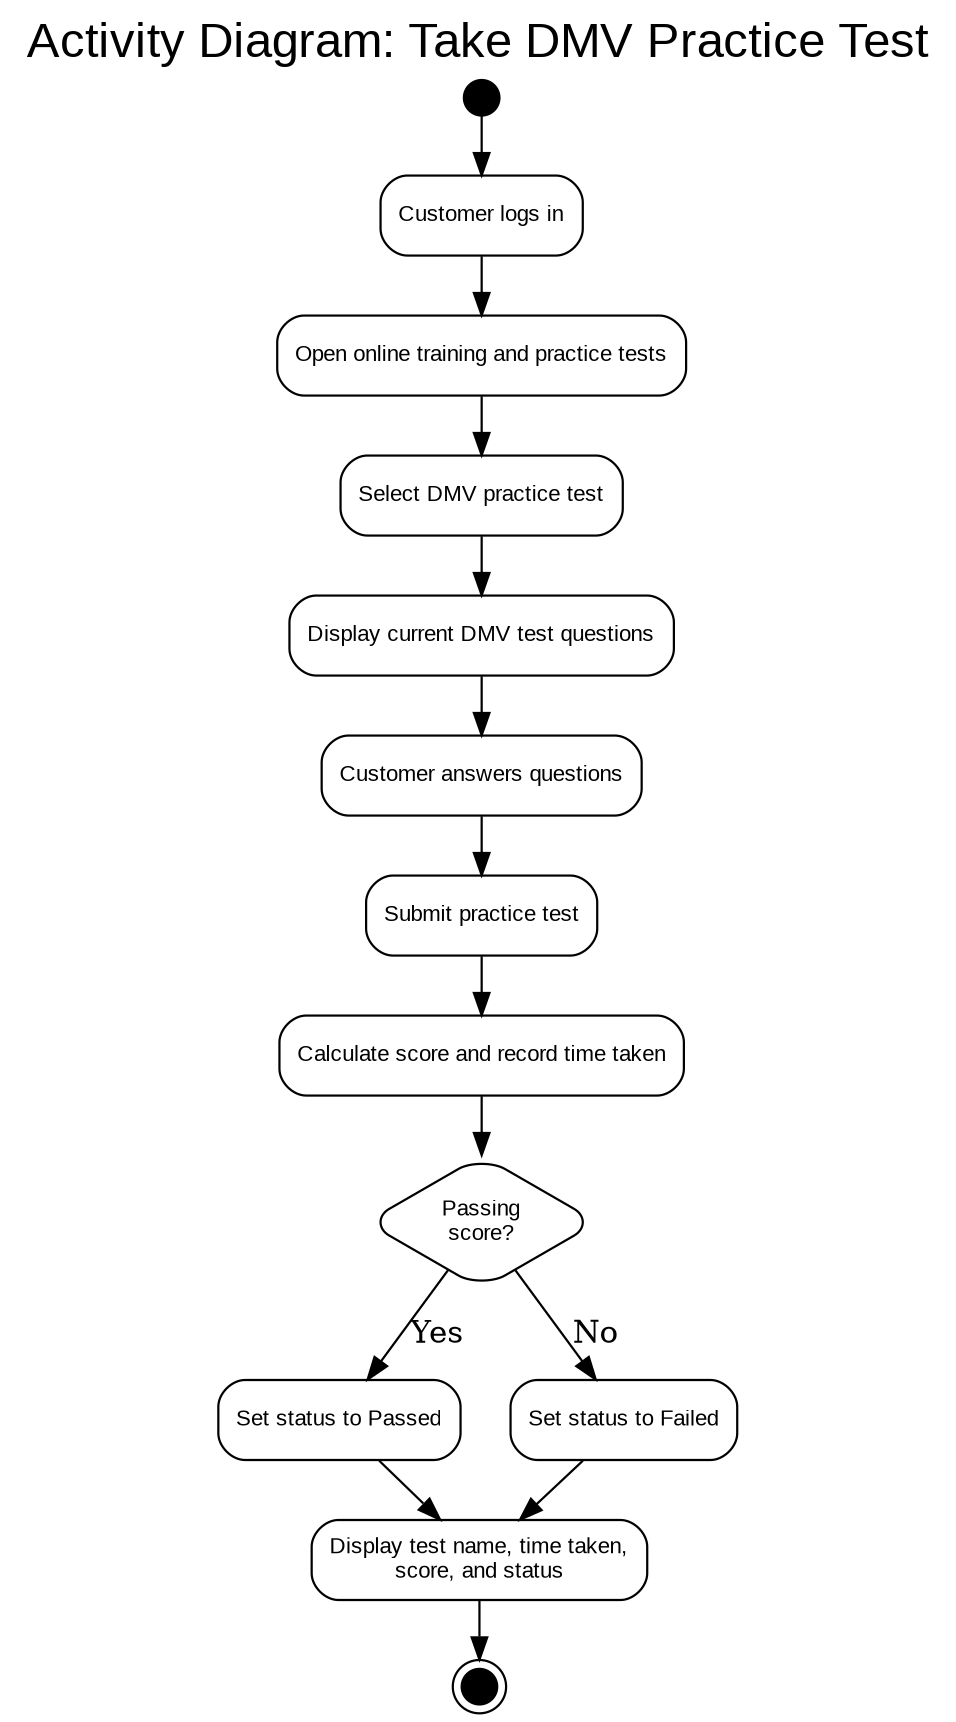 Activity Diagram: Take DMV Practice Test
Customer logs in
Open online training and practice tests
Select DMV practice test
Display current DMV test questions
Customer answers questions
Submit practice test
Calculate score and record time taken
Passing
score?
Yes
No
Set status to Passed
Set status to Failed
Display test name, time taken,
score, and status